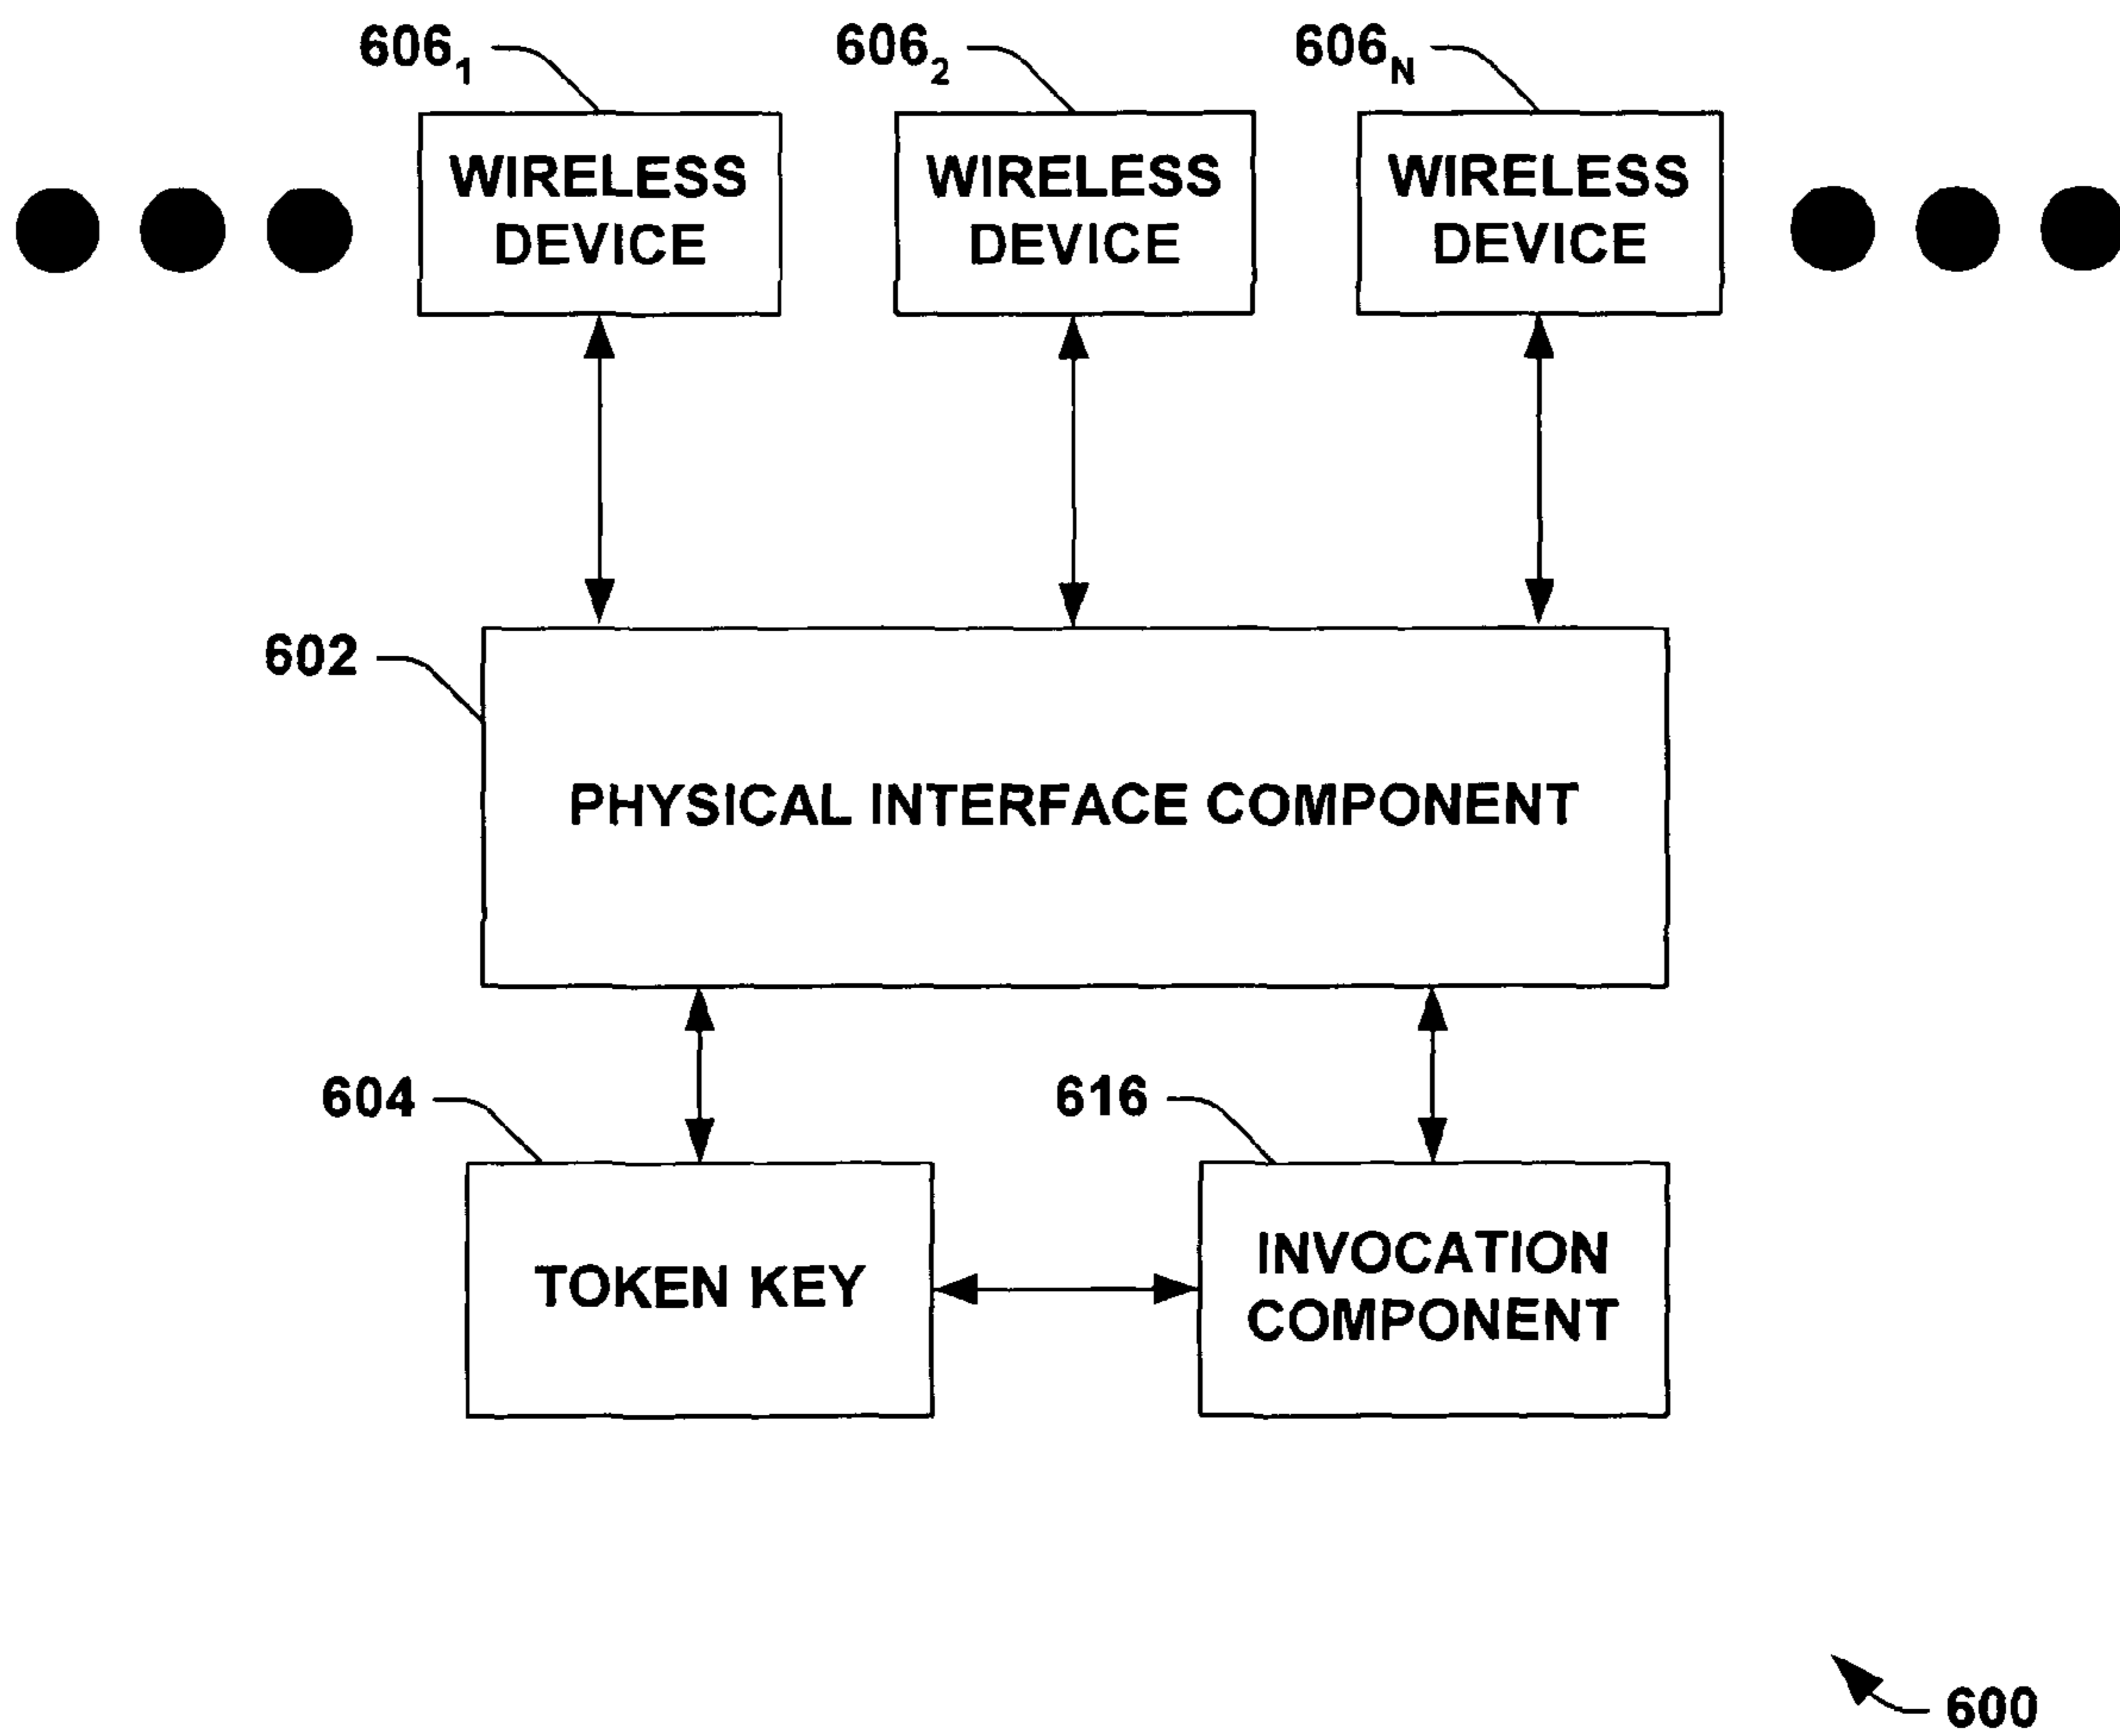 606₁ 606₂ 606N
WIRELESS DEVICE
WIRELESS DEVICE
WIRELESS DEVICE
602
PHYSICAL INTERFACE COMPONENT
604
616
TOKEN KEY
INVOCATION
COMPONENT
600